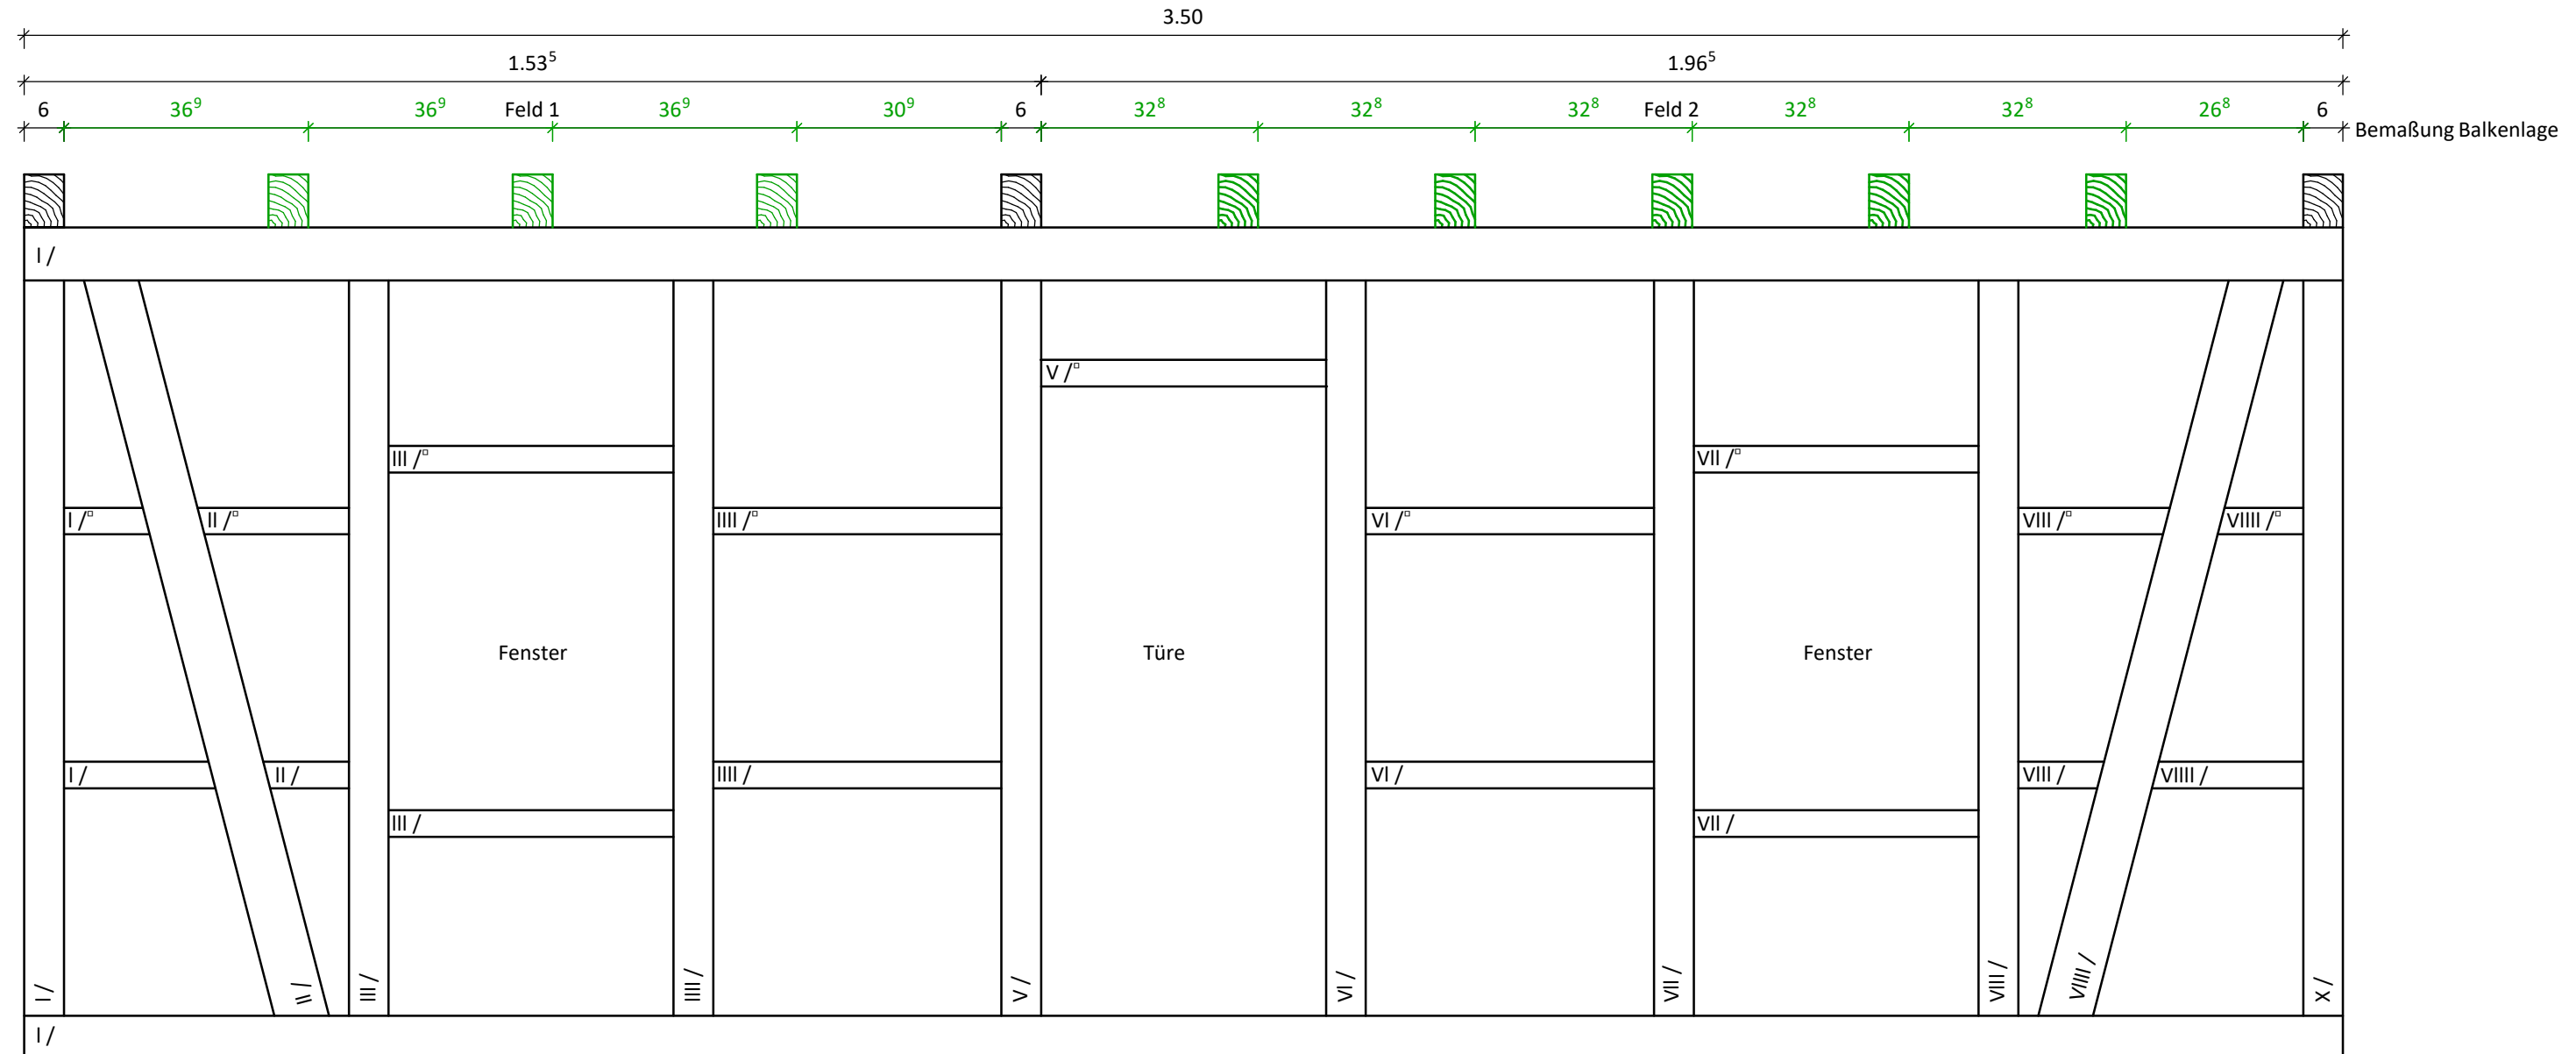 3.50
1.53⁵ 1.96⁵
6 36⁹ 36⁹ Feld 1 36⁹ 30⁹ 6 32⁸ 32⁸ 32⁸ Feld 2 32⁸ 32⁸ 26⁸ 6
Bemaßung Balkenlage
I /
V /▫
III /▫ VII /▫
I /▫ II /▫ IIII /▫ VI /▫ VIII /▫ VIIII /▫
Fenster Türe Fenster
I / II / IIII / VI / VIII / VIIII /
III / VII /
I / II / III / IIII / V / VI / VII / VIII / VIIII / X /
I /